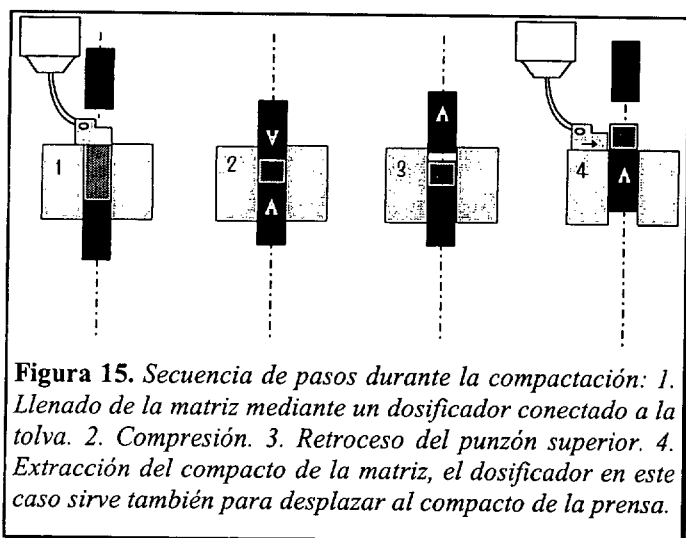 1
2
3
4
Figura 15. Secuencia de pasos durante la compactación: 1.
Llenado de la matriz mediante un dosificador conectado a la
tolva. 2. Compresión. 3. Retroceso del punzón superior. 4.
Extracción del compacto de la matriz, el dosificador en este
caso sirve también para desplazar al compacto de la prensa.